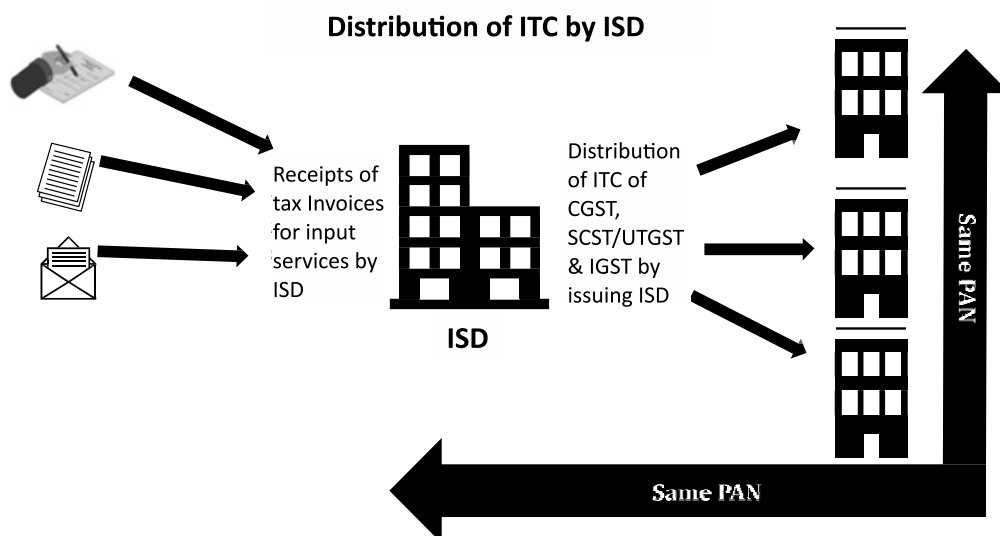 Distribution of ITC by ISD
Receipts of
tax Invoices
for input
services by
ISD
ISD
Distribution
of ITC of
CGST,
SCST/UTGST
& IGST by
issuing ISD
Same PAN
Same PAN